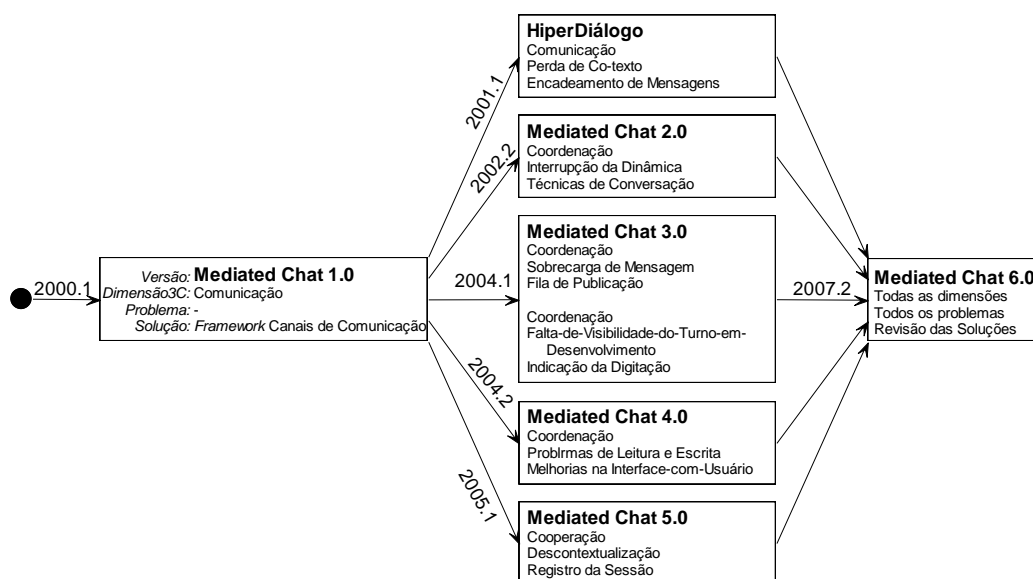 2000.1
Versão: Mediated Chat 1.0
Dimensão3C: Comunicação
Problema: -
Solução: Framework Canais de Comunicação
2001.1
HiperDiálogo
Comunicação
Perda de Co-texto
Encadeamento de Mensagens
2002.2
Mediated Chat 2.0
Coordenação
Interrupção da Dinâmica
Técnicas de Conversação
2004.1
Mediated Chat 3.0
Coordenação
Sobrecarga de Mensagem
Fila de Publicação
Coordenação
Falta-de-Visibilidade-do-Turno-em-
Desenvolvimento
Indicação da Digitação
2004.2
Mediated Chat 4.0
Coordenação
Problrmas de Leitura e Escrita
Melhorias na Interface-com-Usuário
2005.1
Mediated Chat 5.0
Cooperação
Descontextualização
Registro da Sessão
2007.2
Mediated Chat 6.0
Todas as dimensões
Todos os problemas
Revisão das Soluções